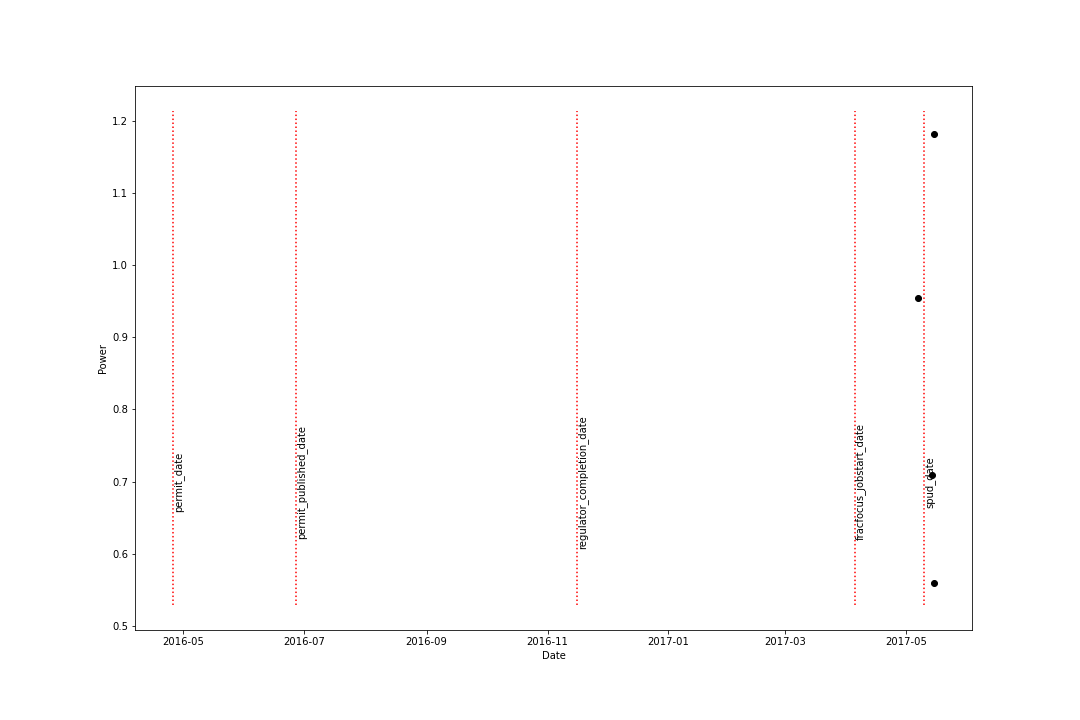 1.2
1.1
1.0
0.9
0.8
0.7
0.6
0.5
Power
permit_date
permit_published_date
regulator_completion_date
fracfocus_jobstart_date
spud_date
2016-05
2016-07
2016-09
2016-11
2017-01
2017-03
2017-05
Date